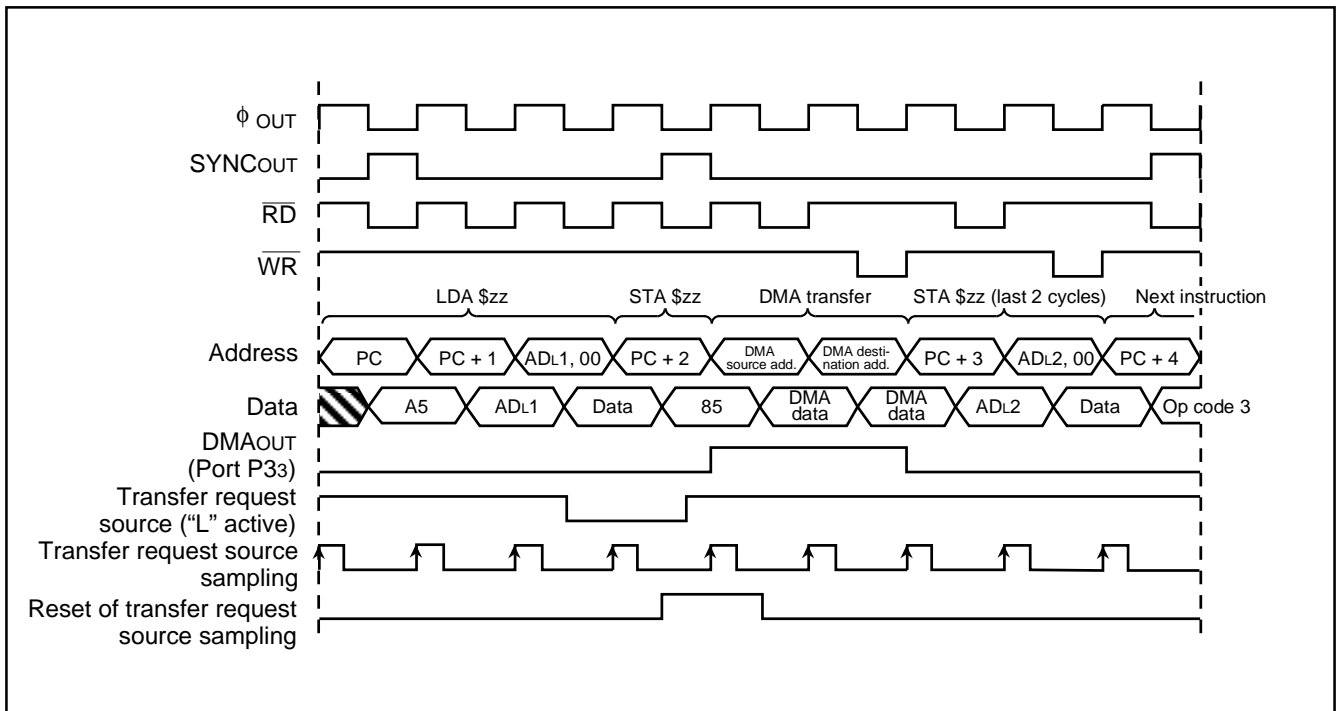 φ OUT
SYNCOUT
RD
WR
LDA $zz STA $zz DMA transfer STA $zz (last 2 cycles) Next instruction
Address PC PC + 1 ADL1, 00 PC + 2 DMA source add. DMA desti-nation add. PC + 3 ADL2, 00 PC + 4
Data A5 ADL1 Data 85 DMA data DMA data ADL2 Data Op code 3
DMAOUT
(Port P33)
Transfer request
source (“L” active)
Transfer request source
sampling
Reset of transfer request
source sampling